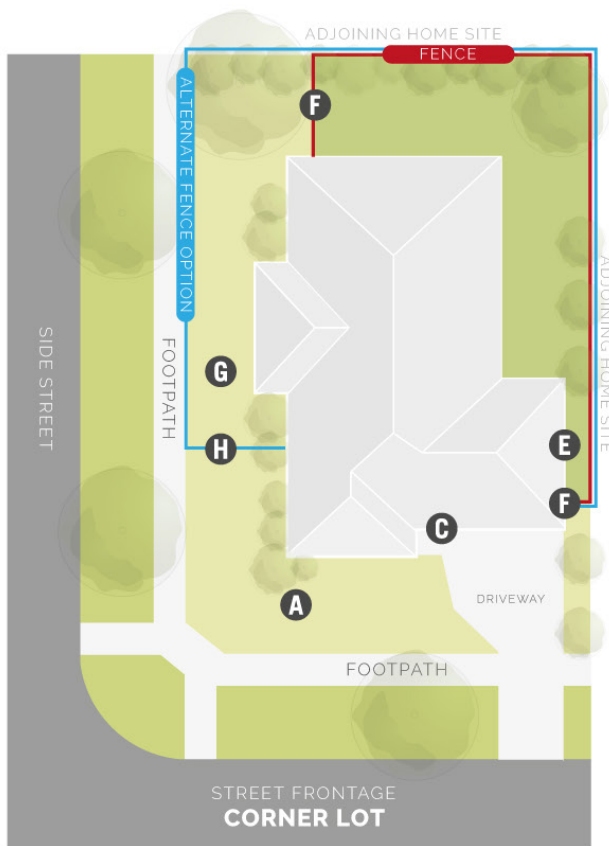 ADJOINING HOME SITE
FENCE
F
ALTERNATE FENCE OPTION
ADJOINING HOME SITE
SIDE STREET
FOOTPATH
G
H
E
F
C
A
DRIVEWAY
FOOTPATH
STREET FRONTAGE
CORNER LOT